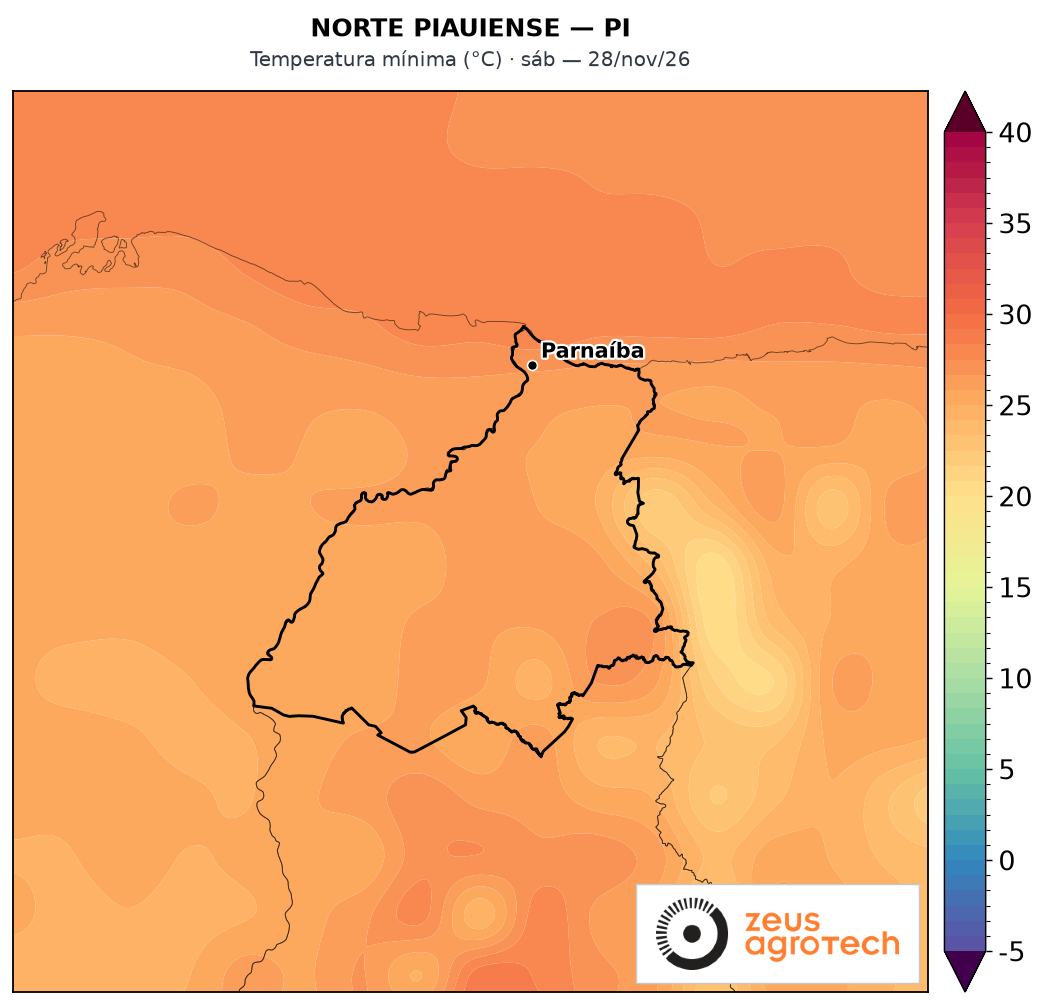 NORTE PIAUIENSE — PI
Temperatura mínima (°C) · sáb — 28/nov/26
Parnaíba
40
35
30
25
20
15
10
5
0
-5
zeus
agrotech